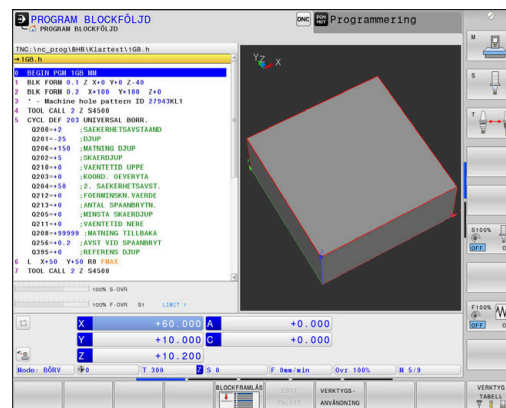 PROGRAM BLOCKFÖLJD
PROGRAM BLOCKFÖLJD
DNC
Programmering
TNC:\nc_prog\BHB\Klartext\1GB.h
→1GB.h
0 BEGIN PGM 1GB MM
1 BLK FORM 0.1 Z X+0 Y+0 Z-40
2 BLK FORM 0.2 X+100 Y+100 Z+0
3 * - Machine hole pattern ID 27943KL1
4 TOOL CALL 2 Z S4500
5 CYCL DEF 203 UNIVERSAL BORR.
Q200=+2 ;SAEKERHETSAVSTAAND
Q201=-25 ;DJUP
Q206=+150 ;MATNING DJUP
Q202=+5 ;SKAERDJUP
Q210=+0 ;VAENTETID UPPE
Q203=+0 ;KOORD. OEVERYTA
Q204=+50 ;2. SAEKERHETSAVST.
Q212=+0 ;FOERMINSKN.VAERDE
Q213=+0 ;ANTAL SPAANBRYTN.
Q205=+0 ;MINSTA SKAERDJUP
Q211=+0 ;VAENTETID NERE
Q208=+99999 ;MATNING TILLBAKA
Q256=+0.2 ;AVST VID SPAANBRYT
Q395=+0 ;REFERENS DJUP
6 L X+50 Y+50 R0 FMAX
7 TOOL CALL 2 Z S4500
Y Z X
100% S-OVR
100% F-OVR S1 LIMIT 1
X +60.000 A +0.000
Y +10.000 C +0.000
Z +10.200
Mode: BÖRV 0 T 300 Z S 0 F 0mm/min Ovr 100% M 5/9
BLOCKFRAMLÄS
EDIT
PALETT
VERKTYGS-
ANVÄNDNING
VERKTYG
TABELL
M
S
T
S100%
OFF
F100%
OFF